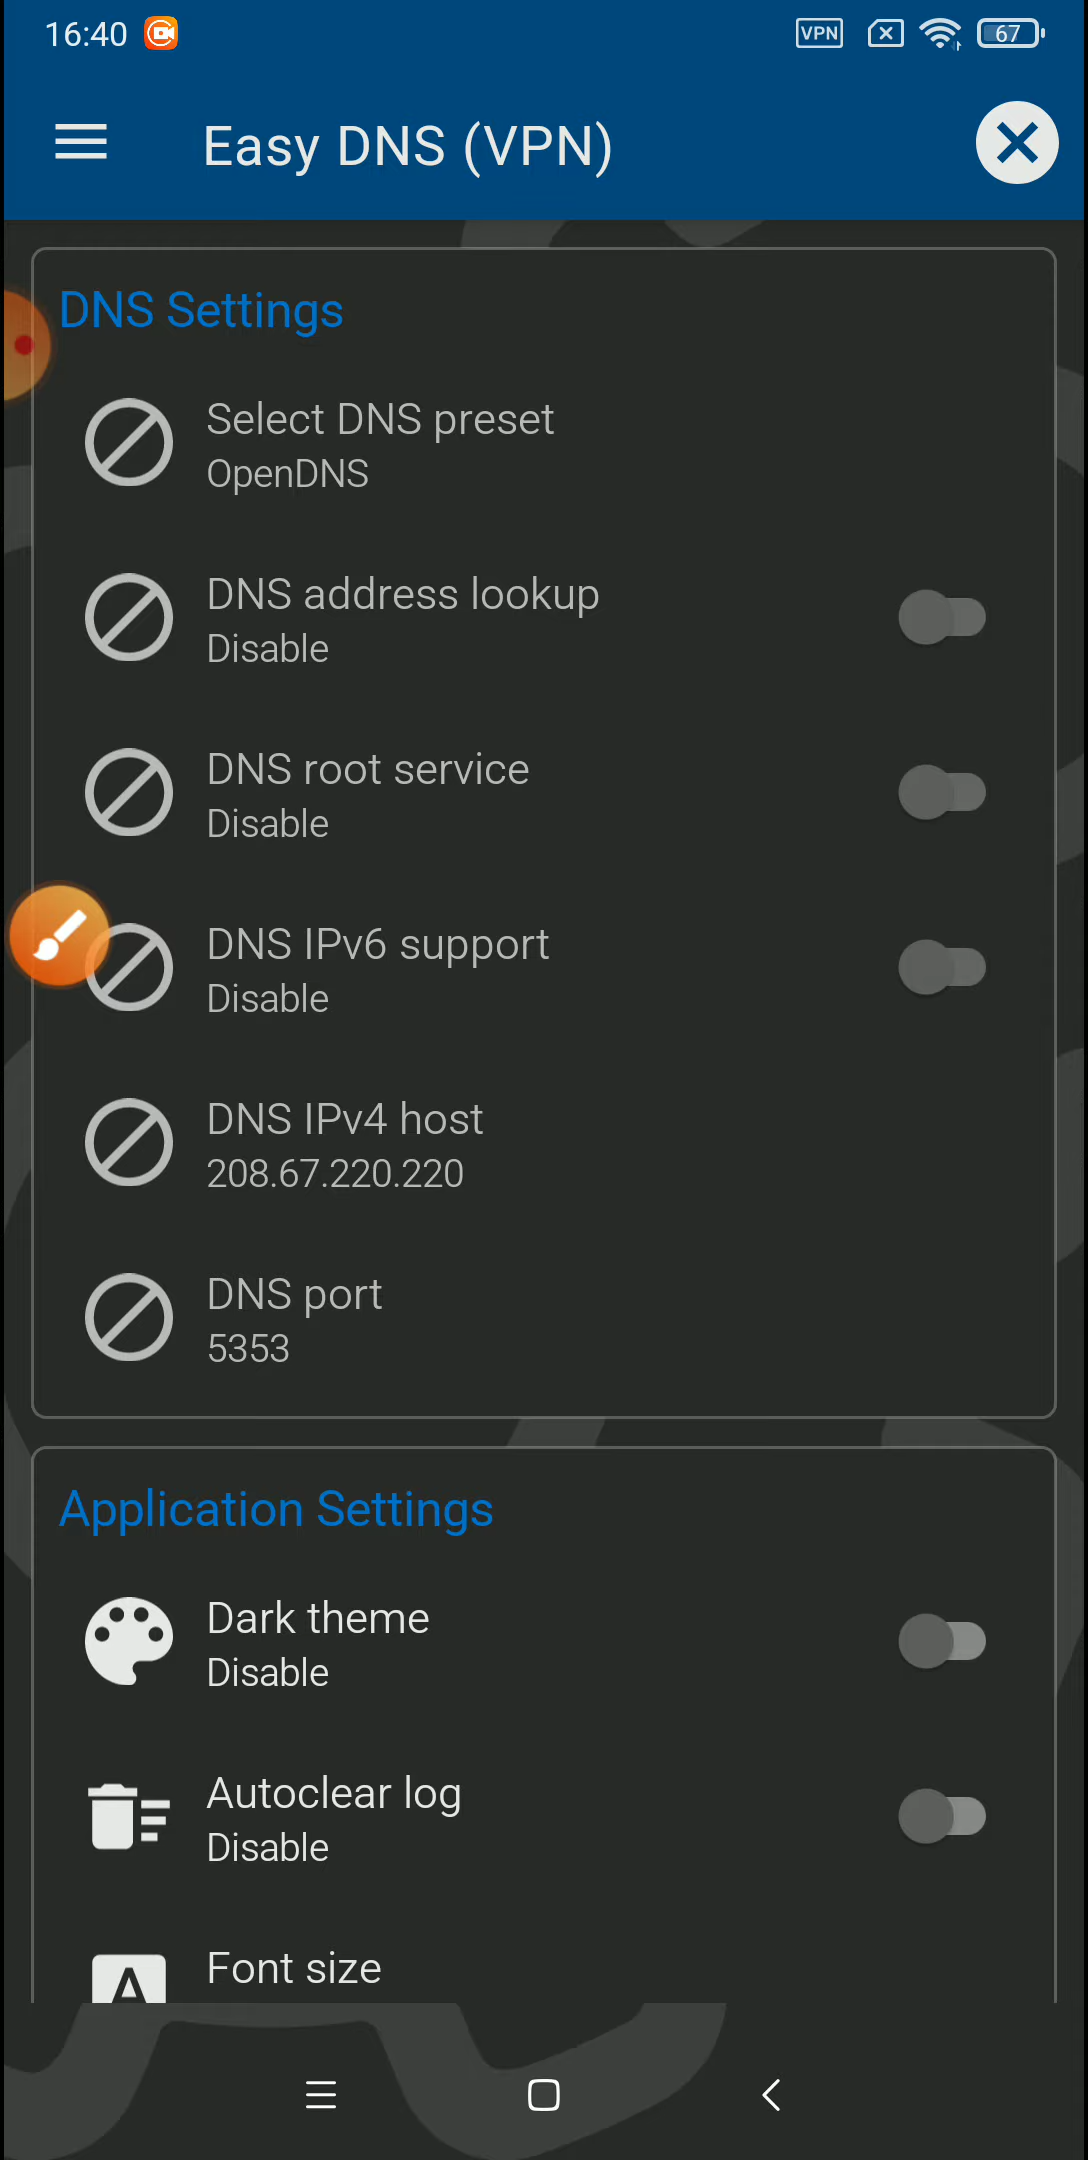 16:40
VPN
67
Easy DNS (VPN)
DNS Settings
Select DNS preset
OpenDNS
DNS address lookup
Disable
DNS root service
Disable
DNS IPv6 support
Disable
DNS IPv4 host
208.67.220.220
DNS port
5353
Application Settings
Dark theme
Disable
Autoclear log
Disable
A
Font size